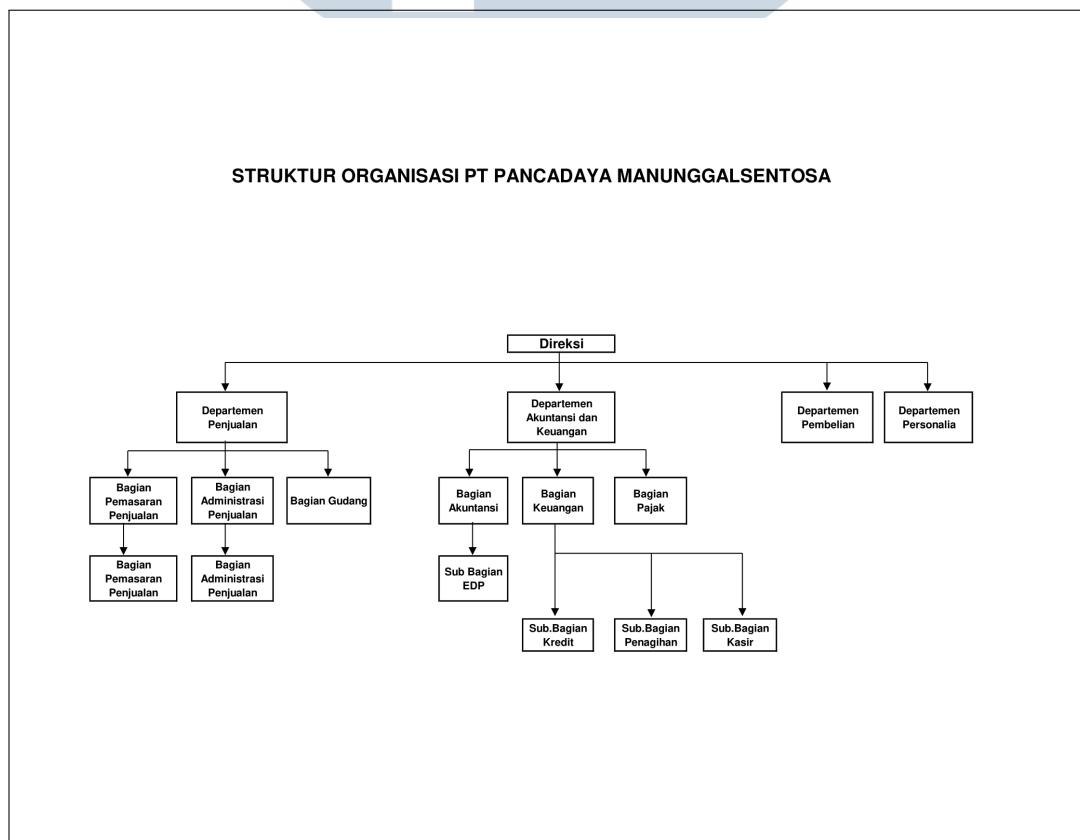 STRUKTUR ORGANISASI PT PANCADAYA MANUNGGALSENTOSA
Direksi
Departemen
Penjualan
Departemen
Akuntansi dan
Keuangan
Departemen
Pembelian
Departemen
Personalia
Bagian
Pemasaran
Penjualan
Bagian
Administrasi
Penjualan
Bagian Gudang
Bagian
Akuntansi
Bagian
Keuangan
Bagian
Pajak
Bagian
Pemasaran
Penjualan
Bagian
Administrasi
Penjualan
Sub Bagian
EDP
Sub.Bagian
Kredit
Sub.Bagian
Penagihan
Sub.Bagian
Kasir